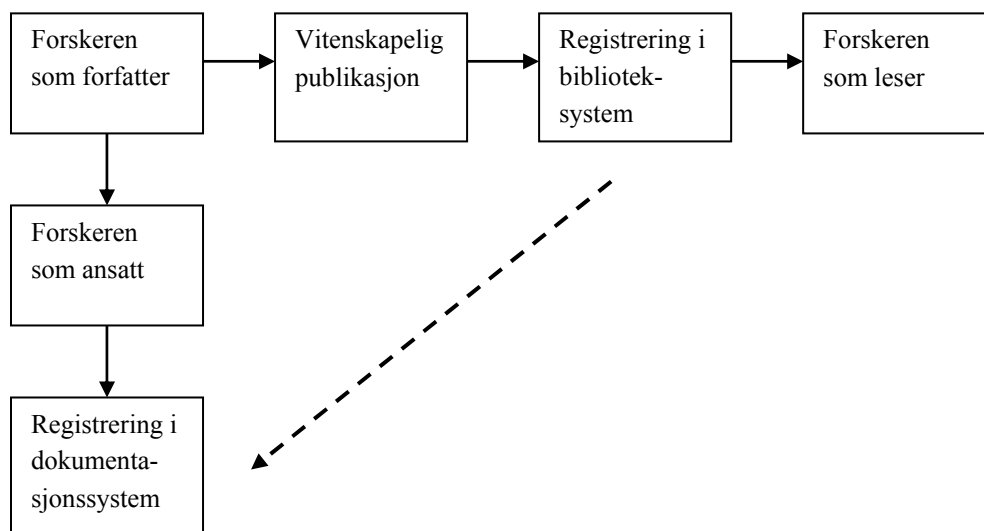 Forskeren
som forfatter
Vitenskapelig
publikasjon
Registrering i
bibliotek-
system
Forskeren
som leser
Forskeren
som ansatt
Registrering i
dokumenta-
sjonssystem